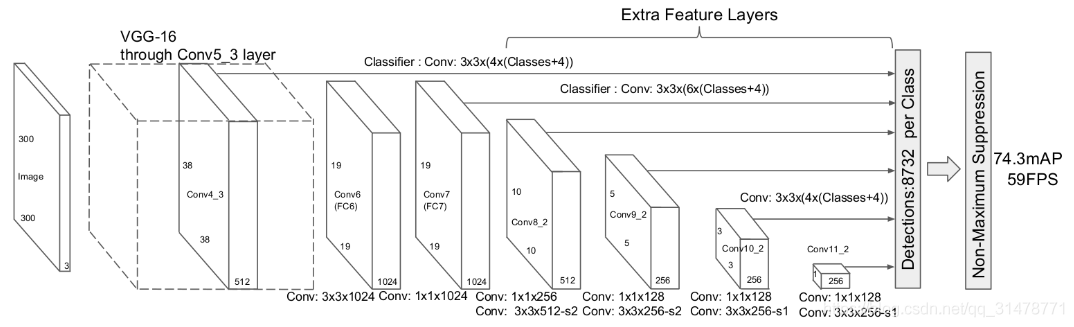 Extra Feature Layers
VGG-16
through Conv5_3 layer
Classifier : Conv: 3x3x(4x(Classes+4))
Classifier : Conv: 3x3x(6x(Classes+4))
300
Image
300
3
38
Conv4_3
38
512
19
Conv6
(FC6)
19
1024
19
Conv7
(FC7)
19
1024
10
Conv8_2
10
512
5
Conv9_2
5
256
Conv: 3x3x(4x(Classes+4))
3
Conv10_2
3
256
Conv11_2
1
256
Detections:8732 per Class
Non-Maximum Suppression
74.3mAP
59FPS
Conv: 3x3x1024
Conv: 1x1x1024
Conv: 1x1x256
Conv: 3x3x512-s2
Conv: 1x1x128
Conv: 3x3x256-s2
Conv: 1x1x128
Conv: 3x3x256-s1
Conv: 1x1x128
Conv: 3x3x256-s1
csdn.net/qq_31478771